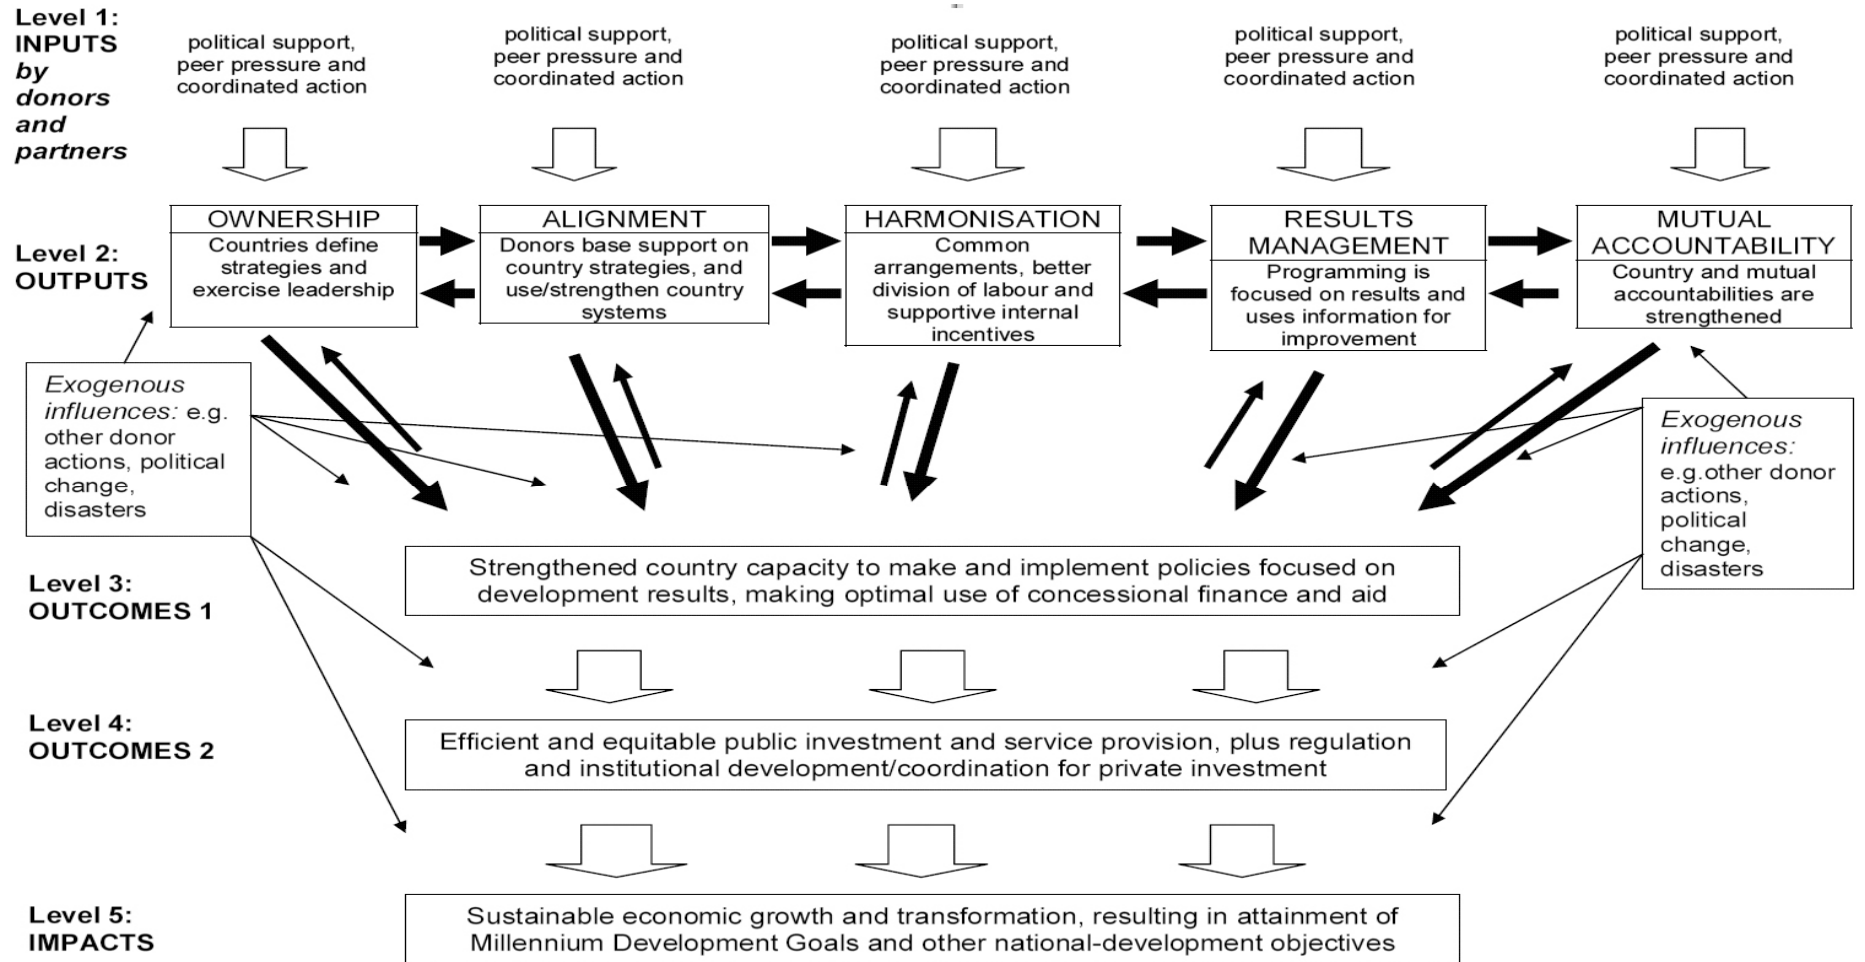 Level 1:
INPUTS
by
donors
and
partners
political support,
peer pressure and
coordinated action
political support,
peer pressure and
coordinated action
political support,
peer pressure and
coordinated action
political support,
peer pressure and
coordinated action
political support,
peer pressure and
coordinated action
Level 2:
OUTPUTS
OWNERSHIP
Countries define
strategies and
exercise leadership
ALIGNMENT
Donors base support on
country strategies, and
use/strengthen country
systems
HARMONISATION
Common
arrangements, better
division of labour and
supportive internal
incentives
RESULTS
MANAGEMENT
Programming is
focused on results and
uses information for
improvement
MUTUAL
ACCOUNTABILITY
Country and mutual
accountabilities are
strengthened
Exogenous
influences: e.g.
other donor
actions, political
change,
disasters
Exogenous
influences:
e.g.other donor
actions,
political
change,
disasters
Level 3:
OUTCOMES 1
Strengthened country capacity to make and implement policies focused on
development results, making optimal use of concessional finance and aid
Level 4:
OUTCOMES 2
Efficient and equitable public investment and service provision, plus regulation
and institutional development/coordination for private investment
Level 5:
IMPACTS
Sustainable economic growth and transformation, resulting in attainment of
Millennium Development Goals and other national-development objectives